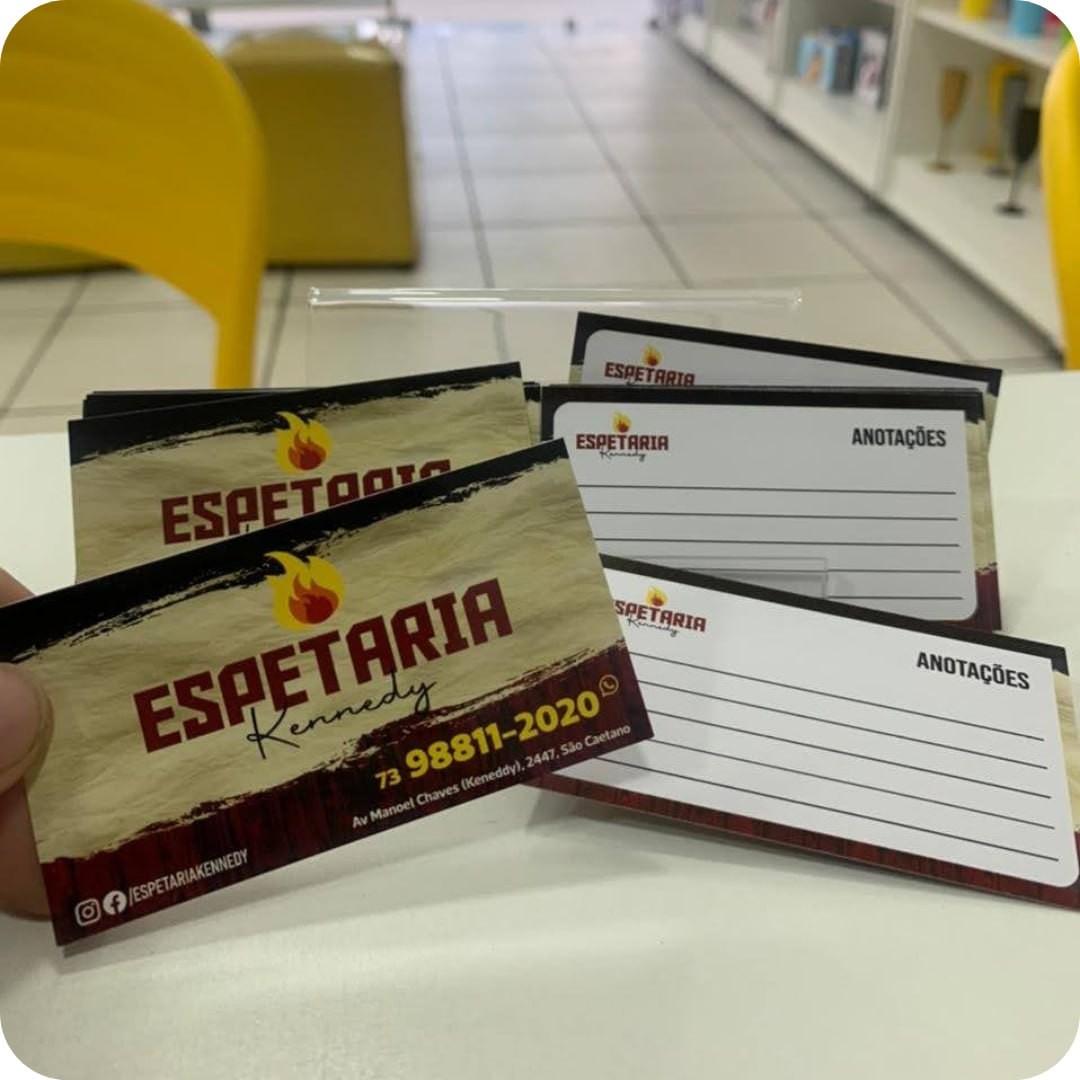 ESPETARIA
ESPETARIA
Kennedy
73 98811-2020
Av Manoel Chaves (Keneddy), 2447, São Caetano
/ESPETARIAKENNEDY
ESPETARIA
ESPETARIA
Kennedy
ANOTAÇÕES
ESPETARIA
Kennedy
ANOTAÇÕES